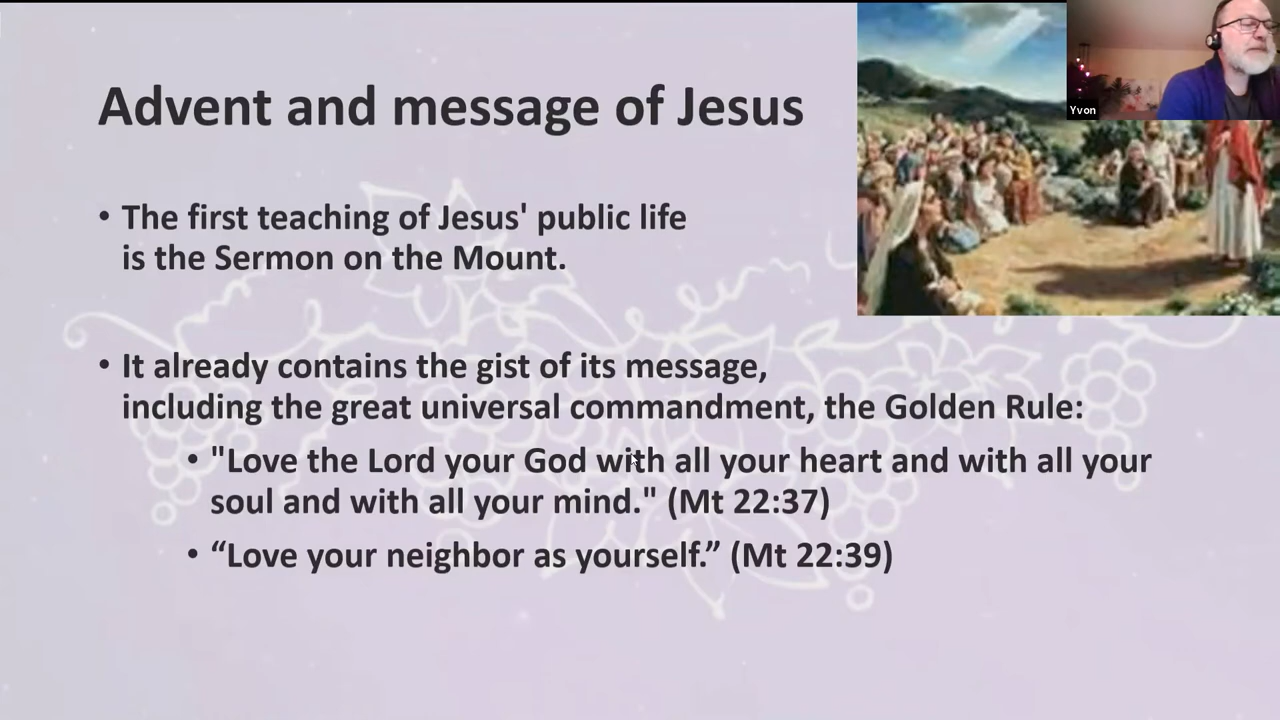 Advent and message of Jesus
Yvon
• The first teaching of Jesus' public life
is the Sermon on the Mount.
• It already contains the gist of its message,
including the great universal commandment, the Golden Rule:
• "Love the Lord your God with all your heart and with all your
soul and with all your mind." (Mt 22:37)
• “Love your neighbor as yourself.” (Mt 22:39)